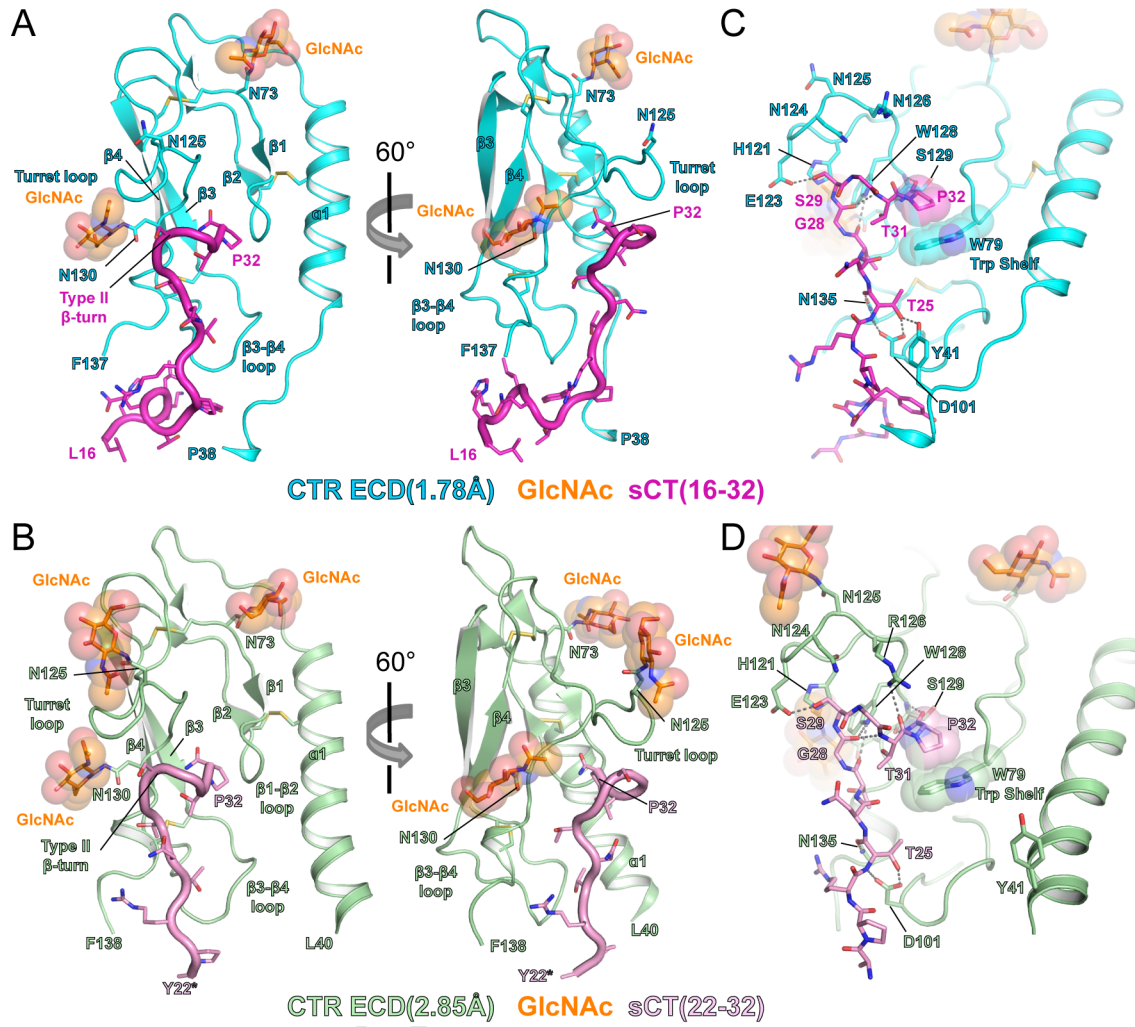 A
GlcNAc
N73
N125
β4
Turret loop
GlcNAc
β3
β2
β1
α1
N130
P32
Type II
β-turn
F137
β3-β4
loop
L16
P38
60°
GlcNAc
N73
N125
β3
β4
Turret
loop
GlcNAc
P32
N130
β3-β4
loop
F137
L16
P38
CTR ECD(1.78Å) GlcNAc sCT(16-32)
C
N125
N124
N126
W128
H121
S129
E123
S29
P32
G28
T31
W79
Trp Shelf
N135
T25
Y41
D101
B
GlcNAc
GlcNAc
N73
N125
Turret
loop
β1
β2
β3
β4
α1
N130
P32
β1-β2
loop
GlcNAc
Type II
β-turn
β3-β4
loop
F138
L40
Y22*
60°
GlcNAc
N73
GlcNAc
β3
β4
N125
Turret loop
GlcNAc
P32
N130
α1
β3-β4
loop
F138
L40
Y22*
CTR ECD(2.85Å) GlcNAc sCT(22-32)
D
N125
N124
R126
H121
W128
E123
S129
S29
P32
G28
T31
W79
Trp Shelf
N135
T25
Y41
D101